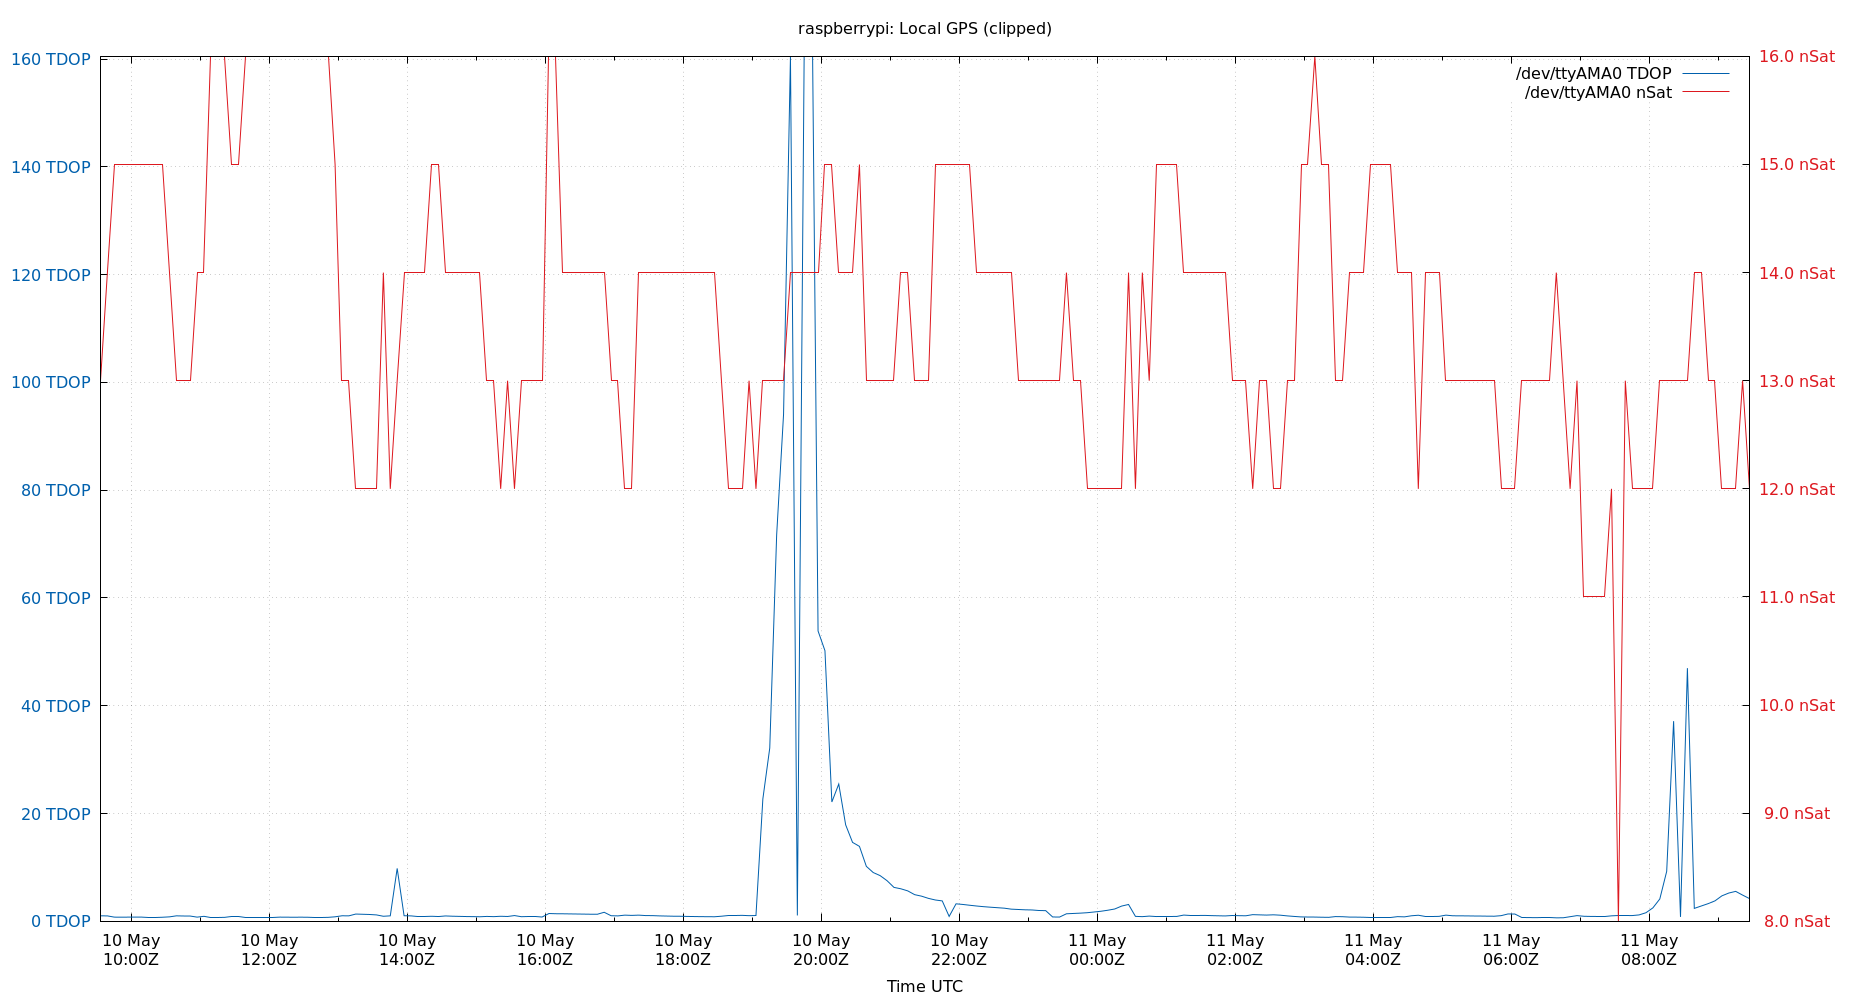 raspberrypi: Local GPS (clipped)
160 TDOP
140 TDOP
120 TDOP
100 TDOP
80 TDOP
60 TDOP
40 TDOP
20 TDOP
0 TDOP
16.0 nSat
15.0 nSat
14.0 nSat
13.0 nSat
12.0 nSat
11.0 nSat
10.0 nSat
9.0 nSat
8.0 nSat
/dev/ttyAMA0 TDOP
/dev/ttyAMA0 nSat
10 May
10:00Z
10 May
12:00Z
10 May
14:00Z
10 May
16:00Z
10 May
18:00Z
10 May
20:00Z
10 May
22:00Z
11 May
00:00Z
11 May
02:00Z
11 May
04:00Z
11 May
06:00Z
11 May
08:00Z
Time UTC